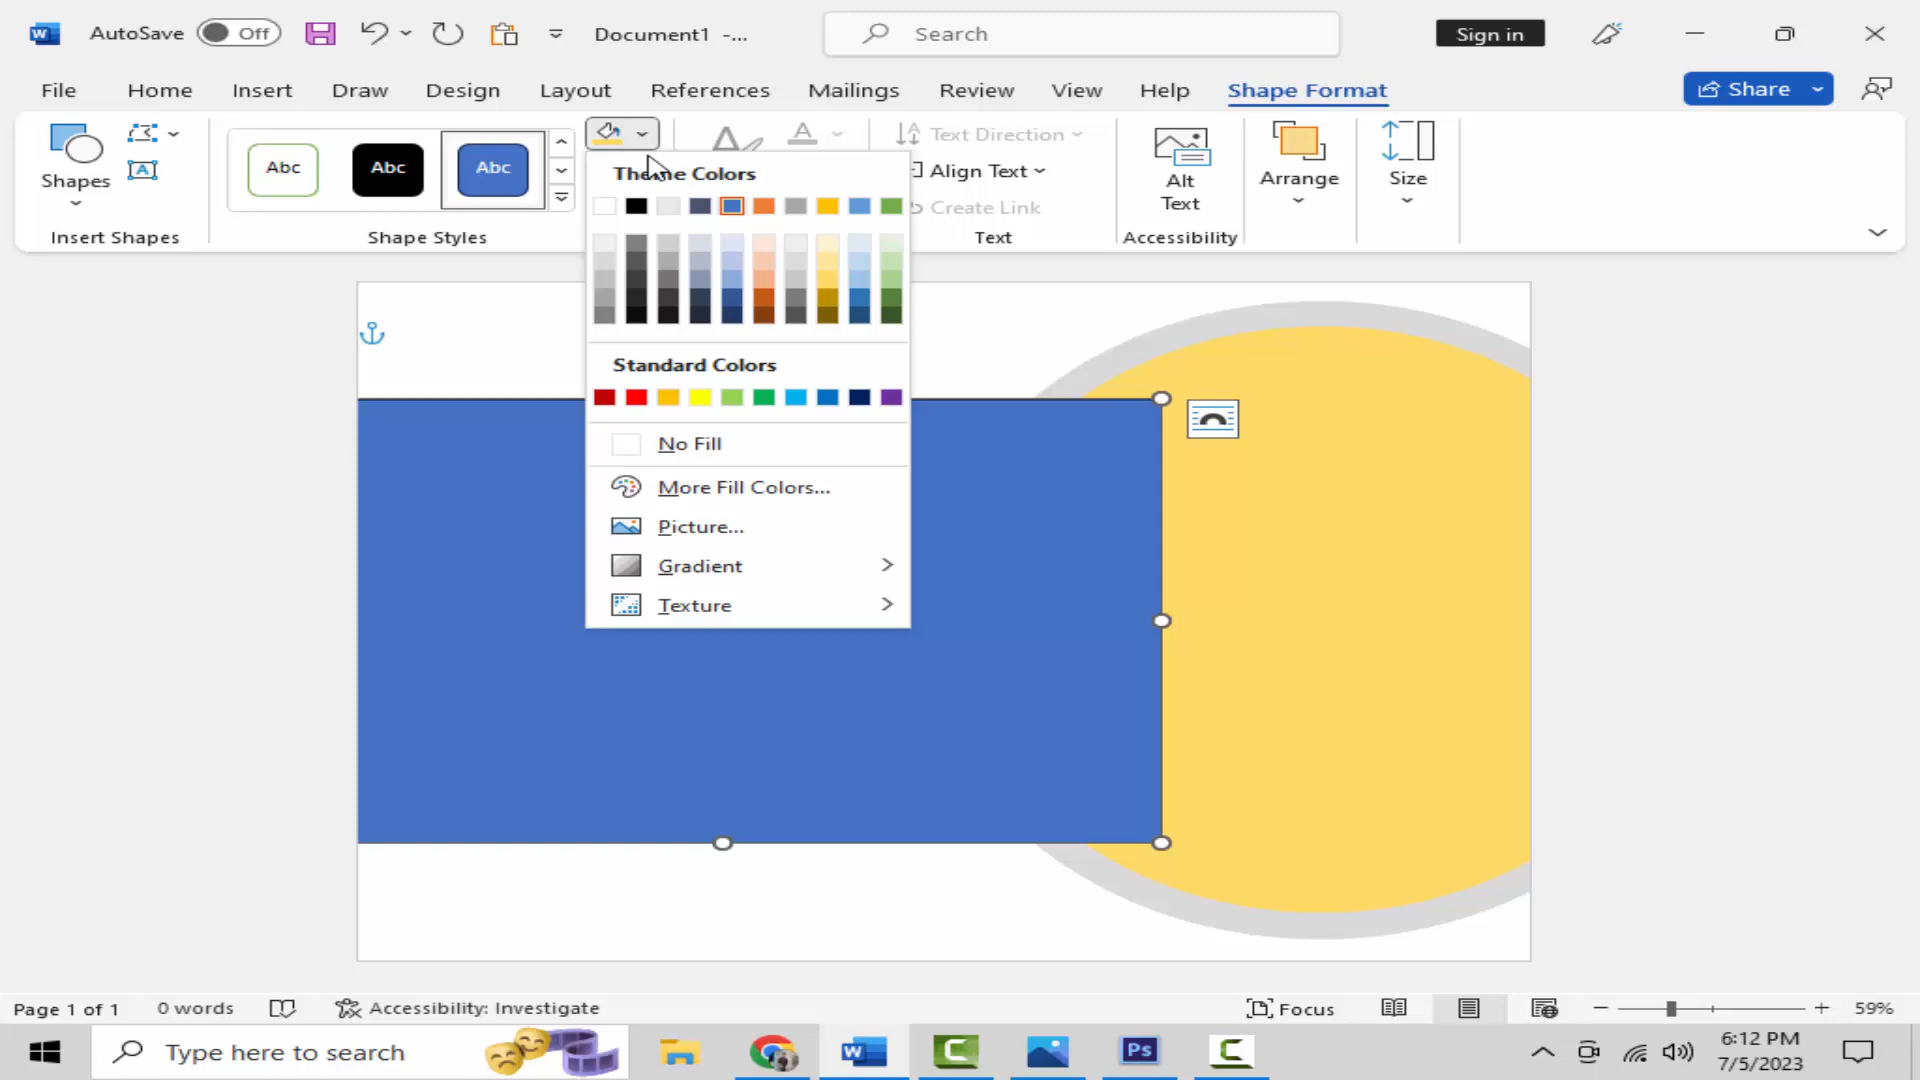 AutoSave Off Document1 -... Search Sign in
File Home Insert Draw Design Layout References Mailings Review View Help Shape Format Share
Shapes
Insert Shapes
Abc Abc Abc
Shape Styles
Text Direction
Align Text
Create Link
Text
Alt
Text
Accessibility
Arrange
Size
Theme Colors
Standard Colors
No Fill
More Fill Colors...
Picture...
Gradient
Texture
Page 1 of 1 0 words Accessibility: Investigate Focus 59%
Type here to search
Ps
6:12 PM
7/5/2023